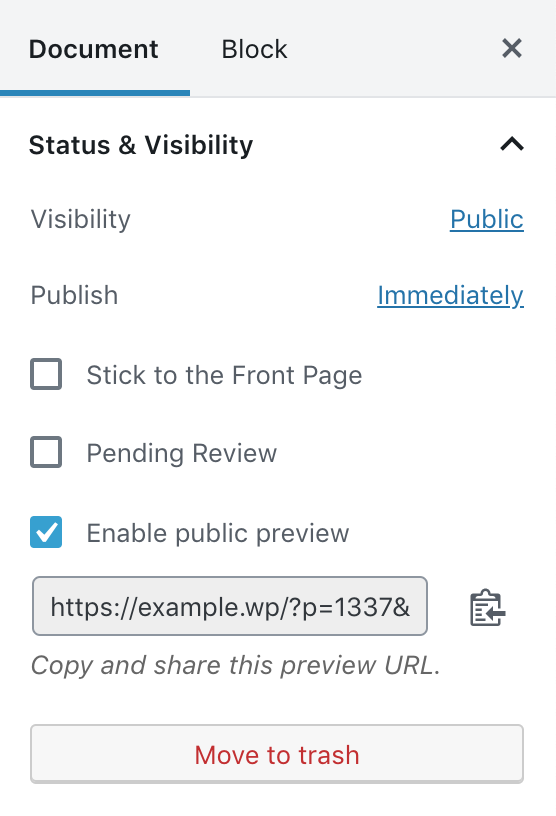 Document Block
Status & Visibility
Visibility Public
Publish Immediately
Stick to the Front Page
Pending Review
Enable public preview
https://example.wp/?p=1337&
Copy and share this preview URL.
Move to trash